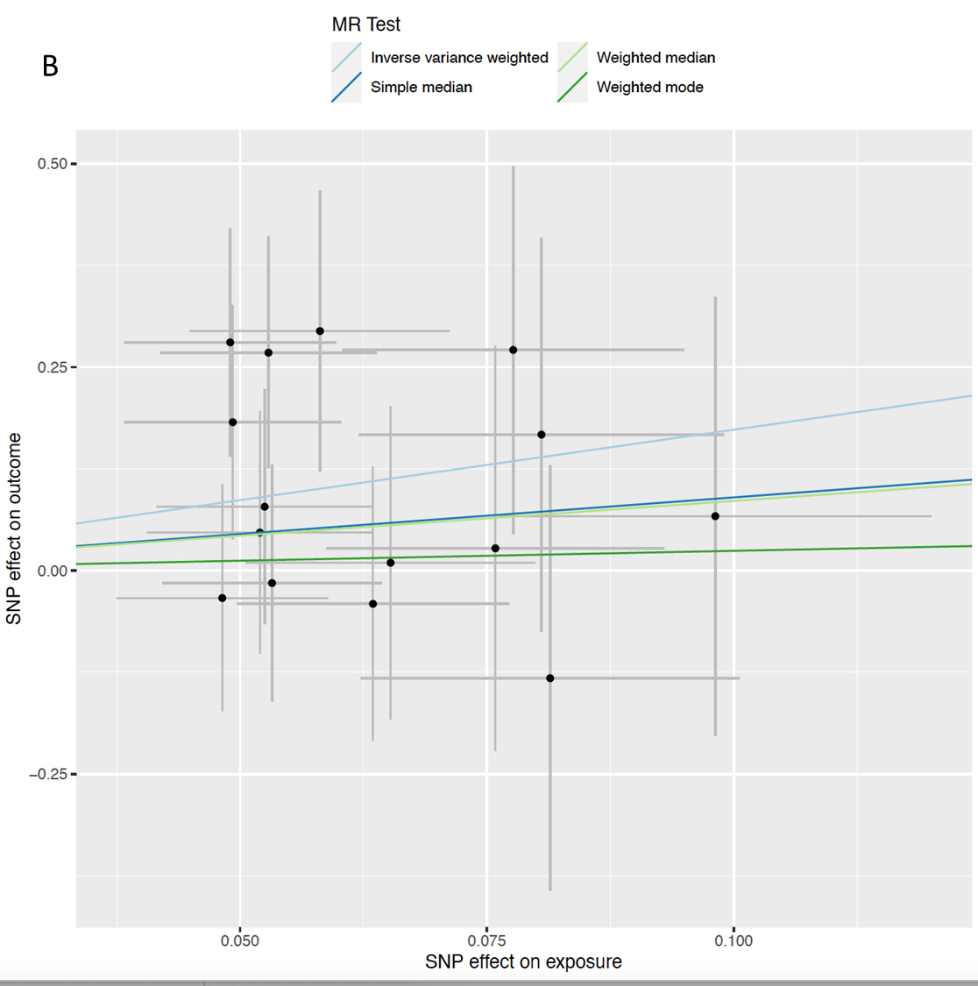 MR Test
B
Inverse variance weighted
Weighted median
Simple median
Weighted mode
0.50
0.25
0.00
−0.25
SNP effect on outcome
0.050
0.075
0.100
SNP effect on exposure